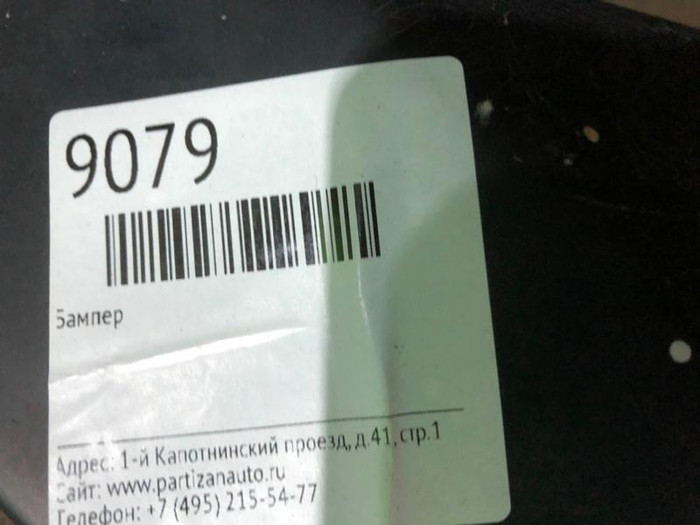 9079
Бампер
Адрес: 1-й Капотнинский проезд, д.41, стр.1
Сайт: www.partizanauto.ru
Телефон: +7 (495) 215-54-77